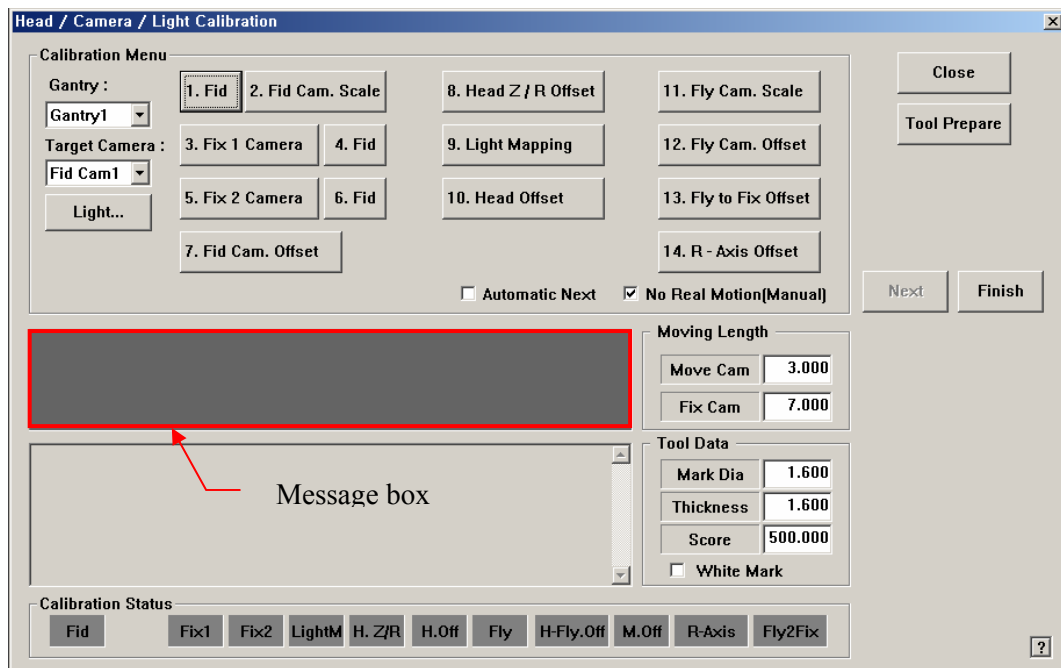 Head / Camera / Light Calibration
Calibration Menu
Gantry :
Gantry1
Target Camera :
Fid Cam1
Light...
1. Fid
2. Fid Cam. Scale
3. Fix 1 Camera
4. Fid
5. Fix 2 Camera
6. Fid
7. Fid Cam. Offset
8. Head Z / R Offset
9. Light Mapping
10. Head Offset
11. Fly Cam. Scale
12. Fly Cam. Offset
13. Fly to Fix Offset
14. R - Axis Offset
Automatic Next
No Real Motion(Manual)
Close
Tool Prepare
Next
Finish
Moving Length
Move Cam 3.000
Fix Cam 7.000
Message box
Tool Data
Mark Dia 1.600
Thickness 1.600
Score 500.000
White Mark
Calibration Status
Fid Fix1 Fix2 LightM H. Z/R H.Off Fly H-Fly.Off M.Off R-Axis Fly2Fix
?